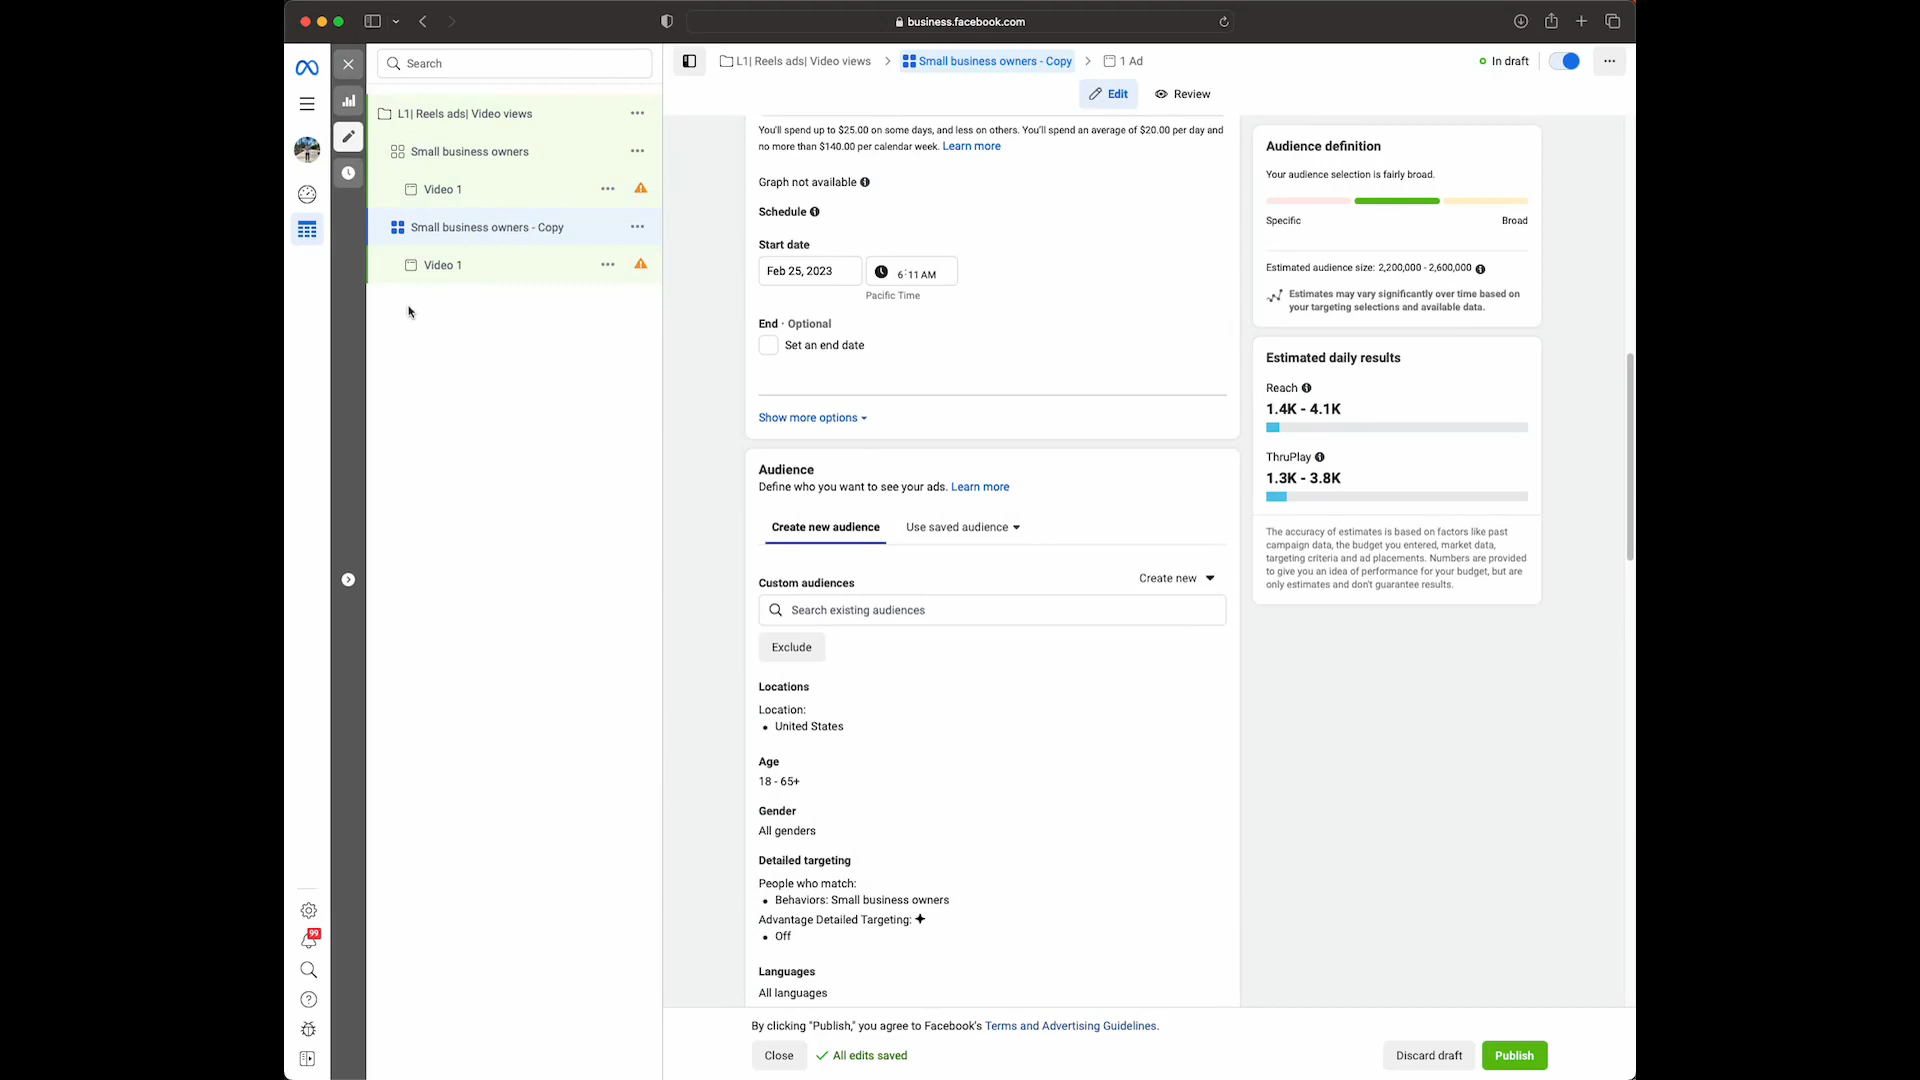 business.facebook.com
Search
L1| Reels ads| Video views
Small business owners - Copy
1 Ad
In draft
Edit
Review
L1| Reels ads| Video views
Small business owners
Video 1
Small business owners - Copy
Video 1
99
You'll spend up to $25.00 on some days, and less on others. You'll spend an average of $20.00 per day and
no more than $140.00 per calendar week. Learn more
Graph not available
Schedule
Start date
Feb 25, 2023
6:11 AM
Pacific Time
End · Optional
Set an end date
Show more options
Audience
Define who you want to see your ads. Learn more
Create new audience
Use saved audience
Custom audiences
Create new
Search existing audiences
Exclude
Locations
Location:
• United States
Age
18 - 65+
Gender
All genders
Detailed targeting
People who match:
• Behaviors: Small business owners
Advantage Detailed Targeting:
• Off
Languages
All languages
Audience definition
Your audience selection is fairly broad.
Specific
Broad
Estimated audience size: 2,200,000 - 2,600,000
Estimates may vary significantly over time based on
your targeting selections and available data.
Estimated daily results
Reach
1.4K - 4.1K
ThruPlay
1.3K - 3.8K
The accuracy of estimates is based on factors like past
campaign data, the budget you entered, market data,
targeting criteria and ad placements. Numbers are provided
to give you an idea of performance for your budget, but are
only estimates and don't guarantee results.
By clicking "Publish," you agree to Facebook's Terms and Advertising Guidelines.
Close
All edits saved
Discard draft
Publish